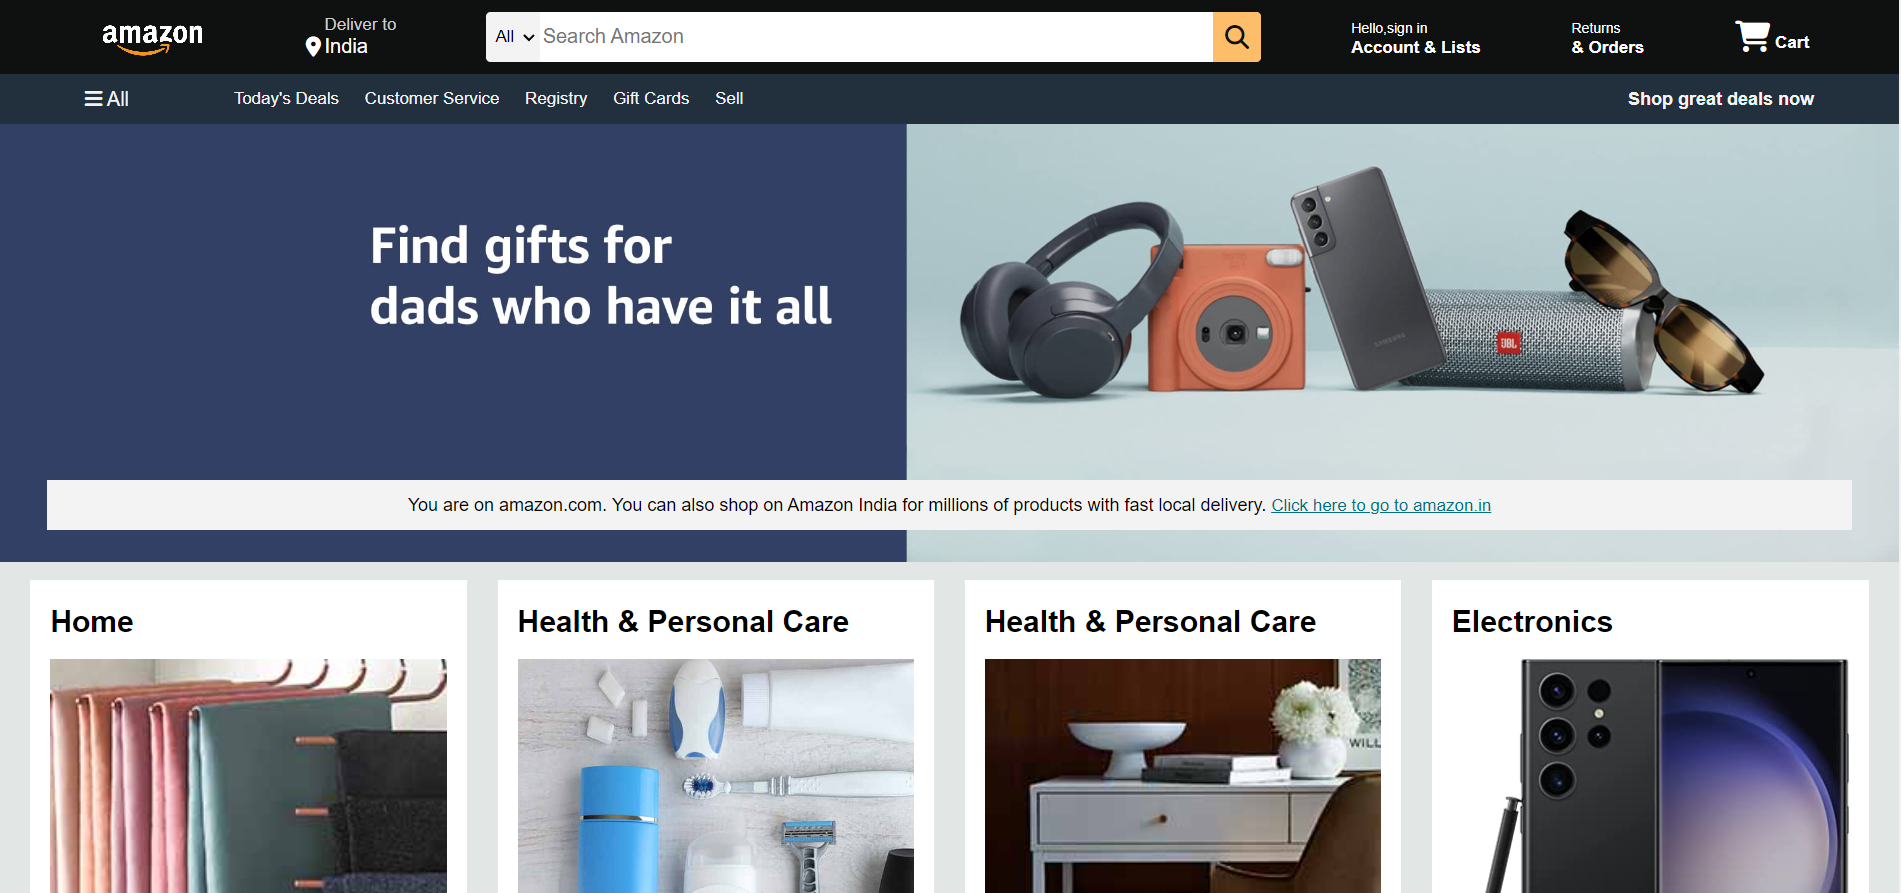 amazon
Deliver to
India
All
Search Amazon
Hello,sign in
Account & Lists
Returns
& Orders
Cart
All
Today's Deals
Customer Service
Registry
Gift Cards
Sell
Shop great deals now
Find gifts for
dads who have it all
SAMSUNG
JBL
You are on amazon.com. You can also shop on Amazon India for millions of products with fast local delivery. Click here to go to amazon.in
Home
Health & Personal Care
Health & Personal Care
Electronics
WILL